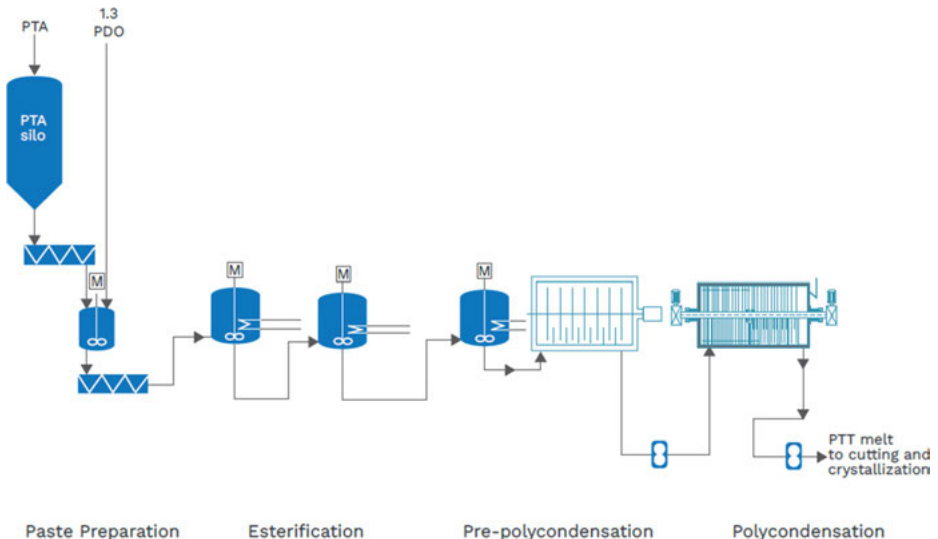 1.3
PTA
PDO
PTA
silo
M
M
M
M
PTT melt
to cutting and
crystallization
Paste Preparation
Esterification
Pre-polycondensation
Polycondensation